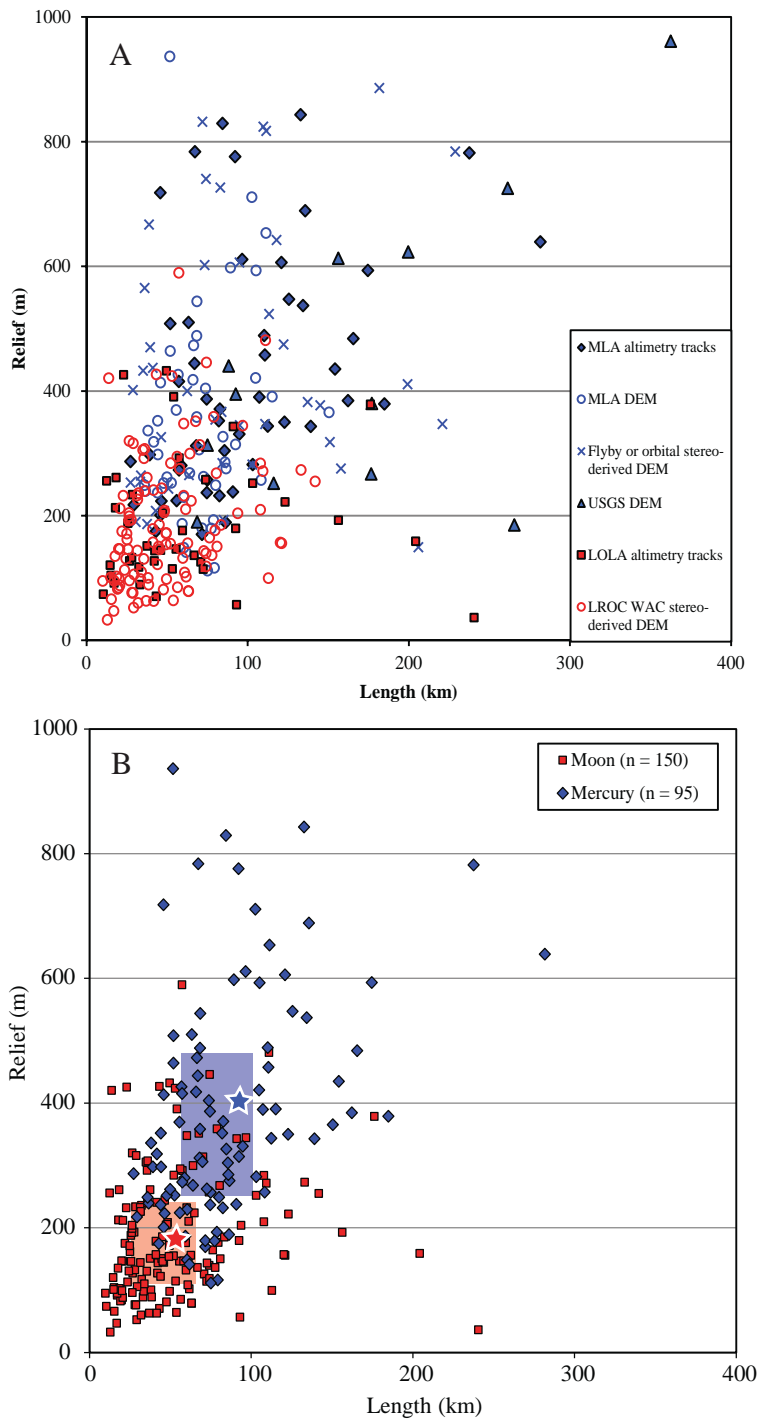 1000
A
800
600
400
200
0
Relief (m)
MLA altimetry tracks
MLA DEM
Flyby or orbital stereo-
derived DEM
USGS DEM
LOLA altimetry tracks
LROC WAC stereo-
derived DEM
0 100 200 300 400
Length (km)
1000
B
Moon (n = 150)
Mercury (n = 95)
800
600
400
200
0
Relief (m)
0 100 200 300 400
Length (km)